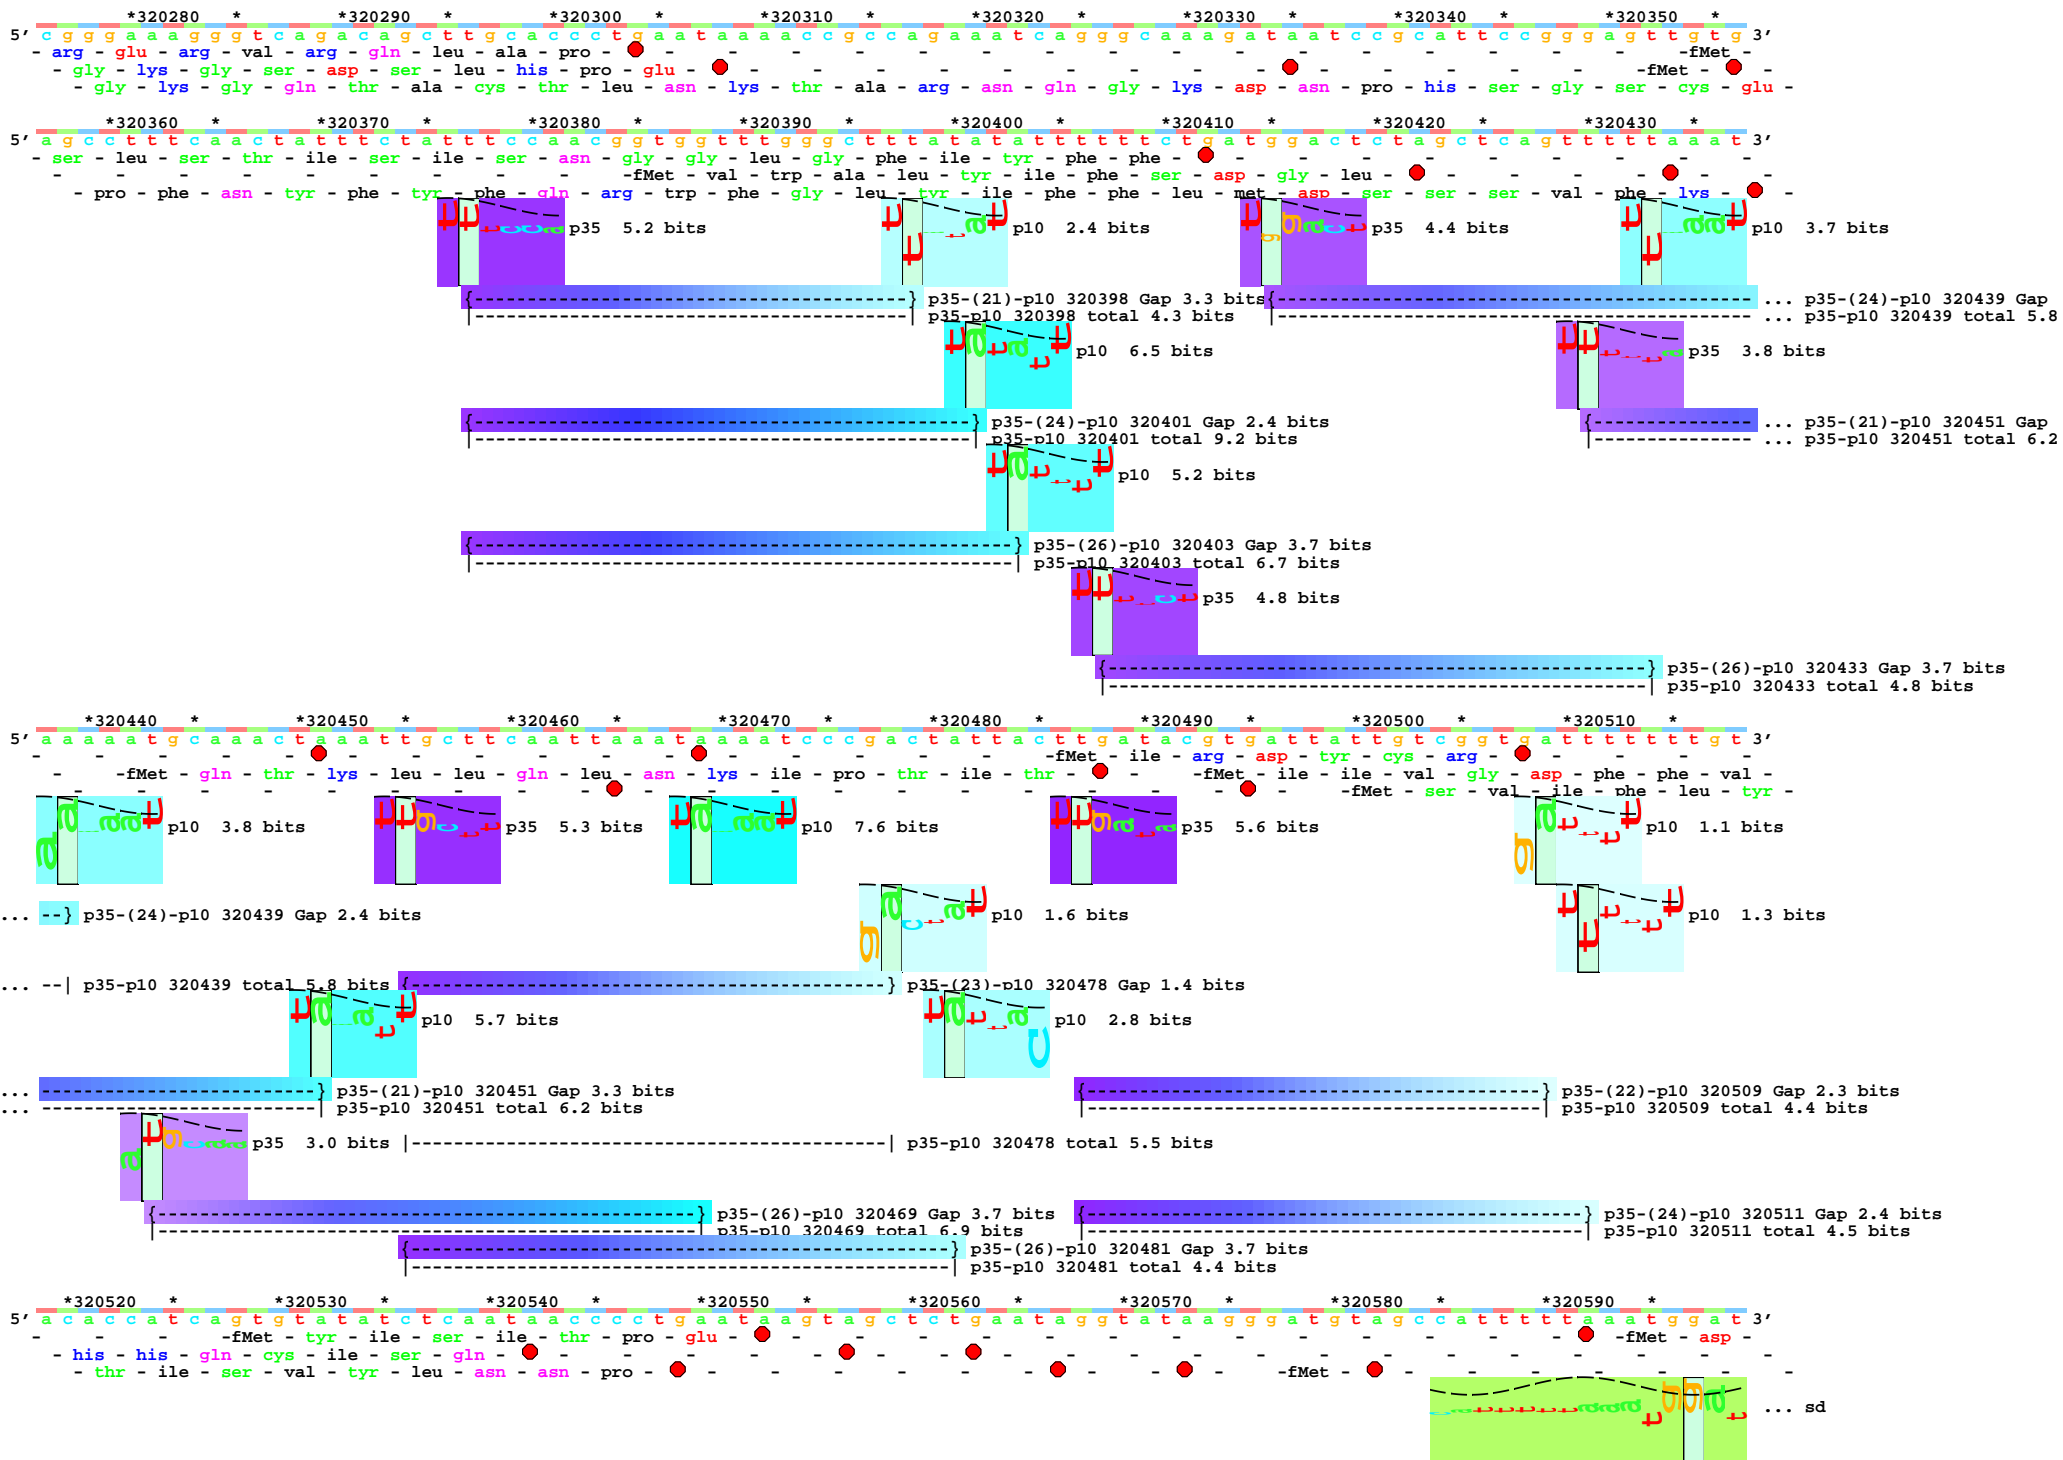 *320280 * *320290 * *320300 * *320310 * *320320 * *320330 * *320340 * *320350 *
5' c g g g a a a g g g t c a g a c a g c t t g c a c c c t g a a t a a a a c c g c c a g a a a t c a g g g c a a a g a t a a t c c g c a t t c c g g g a g t t g t g 3'
- arg - glu - arg - val - arg - gln - leu - ala - pro - - - - - - - - - - - - - - - - - -fMet -
- gly - lys - gly - ser - asp - ser - leu - his - pro - glu - - - - - - - - - - - - - - - -fMet - -
- gly - lys - gly - gln - thr - ala - cys - thr - leu - asn - lys - thr - ala - arg - asn - gln - gly - lys - asp - asn - pro - his - ser - gly - ser - cys - glu -
*320360 * *320370 * *320380 * *320390 * *320400 * *320410 * *320420 * *320430 *
5' a g c c t t t c a a c t a t t t c t a t t t c c a a c g g t g g t t t g g g c t t t a t a t a t t t t t t c t g a t g g a c t c t a g c t c a g t t t t t a a a t 3'
- ser - leu - ser - thr - ile - ser - ile - ser - asn - gly - gly - leu - gly - phe - ile - tyr - phe - phe - - - - - - - - -
- - - - - - - - - -fMet - val - trp - ala - leu - tyr - ile - phe - ser - asp - gly - leu - - - - - -
- pro - phe - asn - tyr - phe - tyr - phe - gln - arg - trp - phe - gly - leu - tyr - ile - phe - phe - leu - met - asp - ser - ser - ser - val - phe - lys - -
p35 5.2 bits
p10 2.4 bits
p35 4.4 bits
p10 3.7 bits
{---------------------} p35-(21)-p10 320398 Gap 3.3 bits
|---------------------| p35-p10 320398 total 4.3 bits
{--------------------- ... p35-(24)-p10 320439 Gap
|--------------------- ... p35-p10 320439 total 5.8
p10 6.5 bits
p35 3.8 bits
{---------------------} p35-(24)-p10 320401 Gap 2.4 bits
|---------------------| p35-p10 320401 total 9.2 bits
{--------------- ... p35-(21)-p10 320451 Gap
|--------------- ... p35-p10 320451 total 6.2
p10 5.2 bits
{---------------------} p35-(26)-p10 320403 Gap 3.7 bits
|---------------------| p35-p10 320403 total 6.7 bits
p35 4.8 bits
{---------------------} p35-(26)-p10 320433 Gap 3.7 bits
|---------------------| p35-p10 320433 total 4.8 bits
*320440 * *320450 * *320460 * *320470 * *320480 * *320490 * *320500 * *320510 *
5' a a a a a t g c a a a c t a a a t t g c t t c a a t t a a a t a a a a t c c c g a c t a t t a c t t g a t a c g t g a t t a t t g t c g g t g a t t t t t t t g t 3'
- - - - - - - - - - - - - - - -fMet - ile - arg - asp - tyr - cys - arg - - - - -
- -fMet - gln - thr - lys - leu - leu - gln - leu - asn - lys - ile - pro - thr - ile - thr - - -fMet - ile - ile - val - gly - asp - phe - phe - val -
- - - - - - - - - - - - - - - - - - - - -fMet - ser - val - ile - phe - leu - tyr -
p10 3.8 bits
p35 5.3 bits
p10 7.6 bits
p35 5.6 bits
p10 1.1 bits
... --} p35-(24)-p10 320439 Gap 2.4 bits
p10 1.6 bits
p10 1.3 bits
... --| p35-p10 320439 total 5.8 bits
{---------------------} p35-(23)-p10 320478 Gap 1.4 bits
p10 5.7 bits
p10 2.8 bits
... ---------------} p35-(21)-p10 320451 Gap 3.3 bits
... ---------------| p35-p10 320451 total 6.2 bits
{---------------------} p35-(22)-p10 320509 Gap 2.3 bits
|---------------------| p35-p10 320509 total 4.4 bits
p35 3.0 bits
|---------------------| p35-p10 320478 total 5.5 bits
{---------------------} p35-(26)-p10 320469 Gap 3.7 bits
|---------------------| p35-p10 320469 total 6.9 bits
{---------------------} p35-(24)-p10 320511 Gap 2.4 bits
|---------------------| p35-p10 320511 total 4.5 bits
{---------------------} p35-(26)-p10 320481 Gap 3.7 bits
|---------------------| p35-p10 320481 total 4.4 bits
*320520 * *320530 * *320540 * *320550 * *320560 * *320570 * *320580 * *320590 *
5' a c a c c a t c a g t g t a t a t c t c a a t a a c c c c t g a a t a a g t a g c t c t g a a t a g g t a t a a g g g a t g t a g c c a t t t t t a a a t g g a t 3'
- - - -fMet - tyr - ile - ser - ile - thr - pro - glu - - - - - - - - - - - - - - -fMet - asp -
- his - his - gln - cys - ile - ser - gln - - - - - - - - - - - - - - - - - - - -
- thr - ile - ser - val - tyr - leu - asn - asn - pro - - - - - - - - - -fMet - - - - - - -
... sd